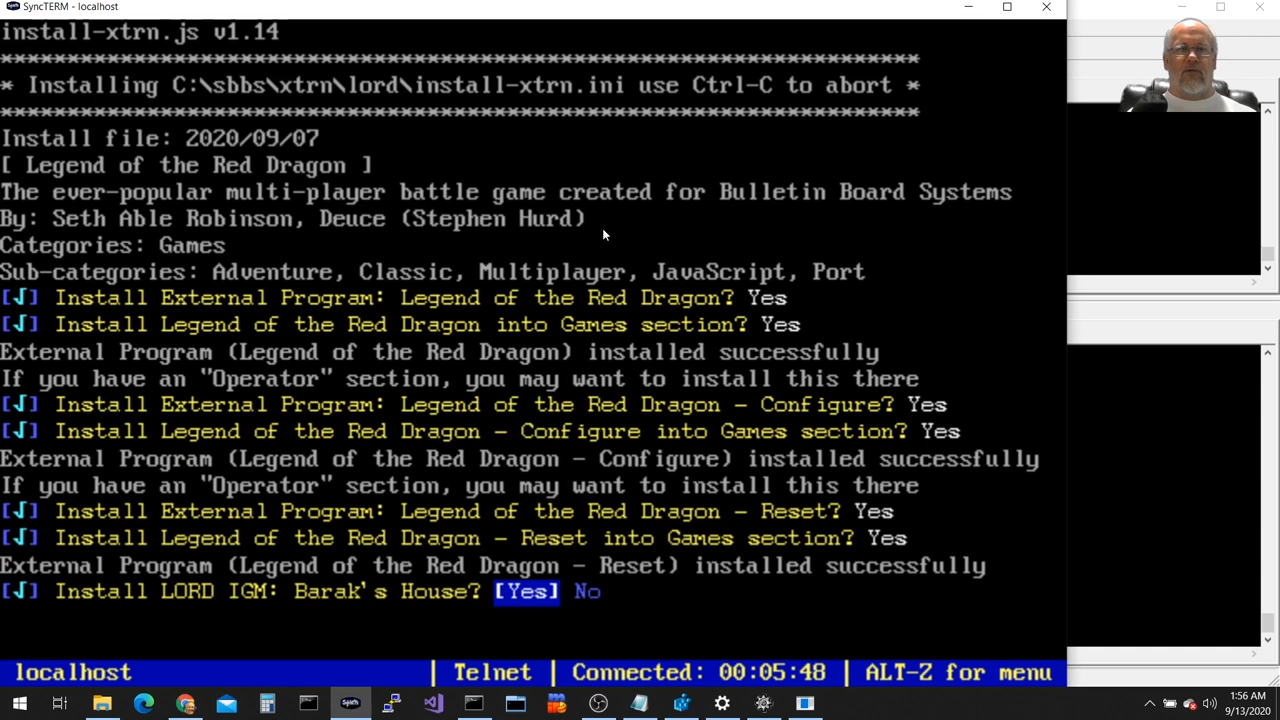 SyncTERM - localhost
install-xtrn.js v1.14
******************************************************************************
* Installing C:\sbbs\xtrn\lord\install-xtrn.ini use Ctrl-C to abort *
******************************************************************************
Install file: 2020/09/07
[ Legend of the Red Dragon ]
The ever-popular multi-player battle game created for Bulletin Board Systems
By: Seth Able Robinson, Deuce (Stephen Hurd)
Categories: Games
Sub-categories: Adventure, Classic, Multiplayer, JavaScript, Port
[√] Install External Program: Legend of the Red Dragon? Yes
[√] Install Legend of the Red Dragon into Games section? Yes
External Program (Legend of the Red Dragon) installed successfully
If you have an "Operator" section, you may want to install this there
[√] Install External Program: Legend of the Red Dragon - Configure? Yes
[√] Install Legend of the Red Dragon - Configure into Games section? Yes
External Program (Legend of the Red Dragon - Configure) installed successfully
If you have an "Operator" section, you may want to install this there
[√] Install External Program: Legend of the Red Dragon - Reset? Yes
[√] Install Legend of the Red Dragon - Reset into Games section? Yes
External Program (Legend of the Red Dragon - Reset) installed successfully
[√] Install LORD IGM: Barak's House? [Yes] No
localhost | Telnet | Connected: 00:05:48 | ALT-Z for menu
1:56 AM
9/13/2020